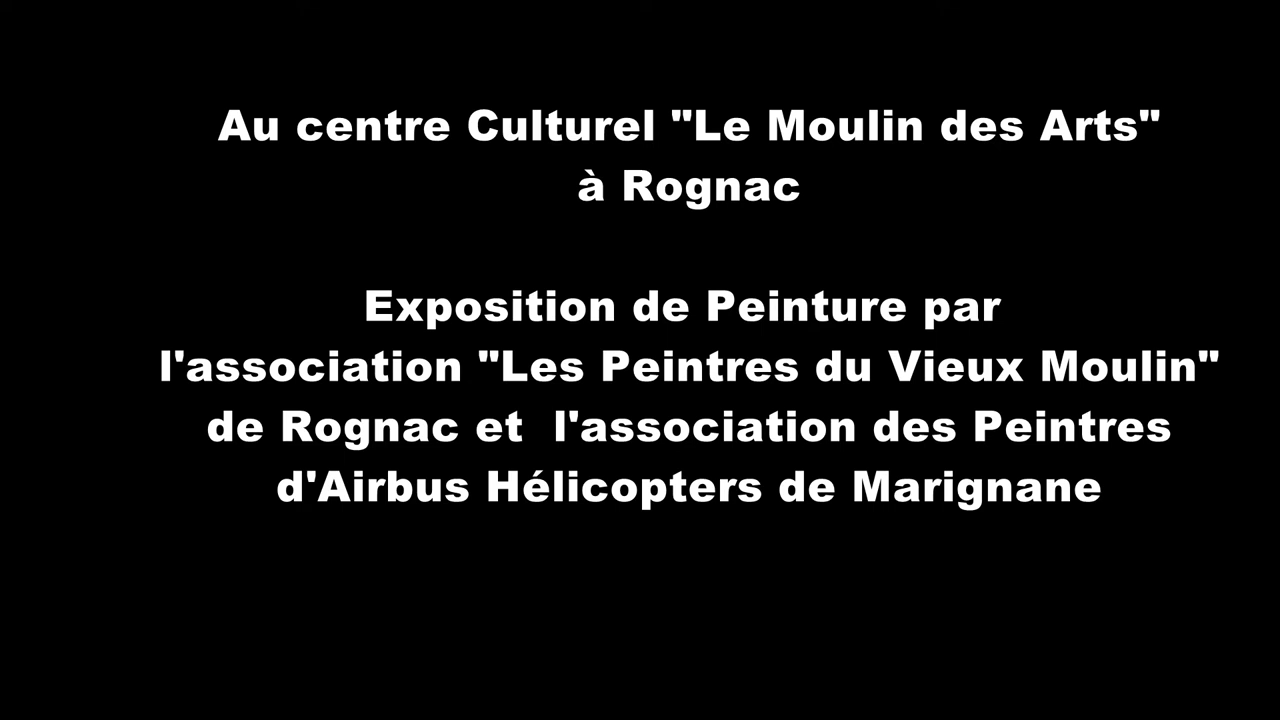 Au centre Culturel "Le Moulin des Arts"
à Rognac
Exposition de Peinture par
l'association "Les Peintres du Vieux Moulin"
de Rognac et  l'association des Peintres
d'Airbus Hélicopters de Marignane